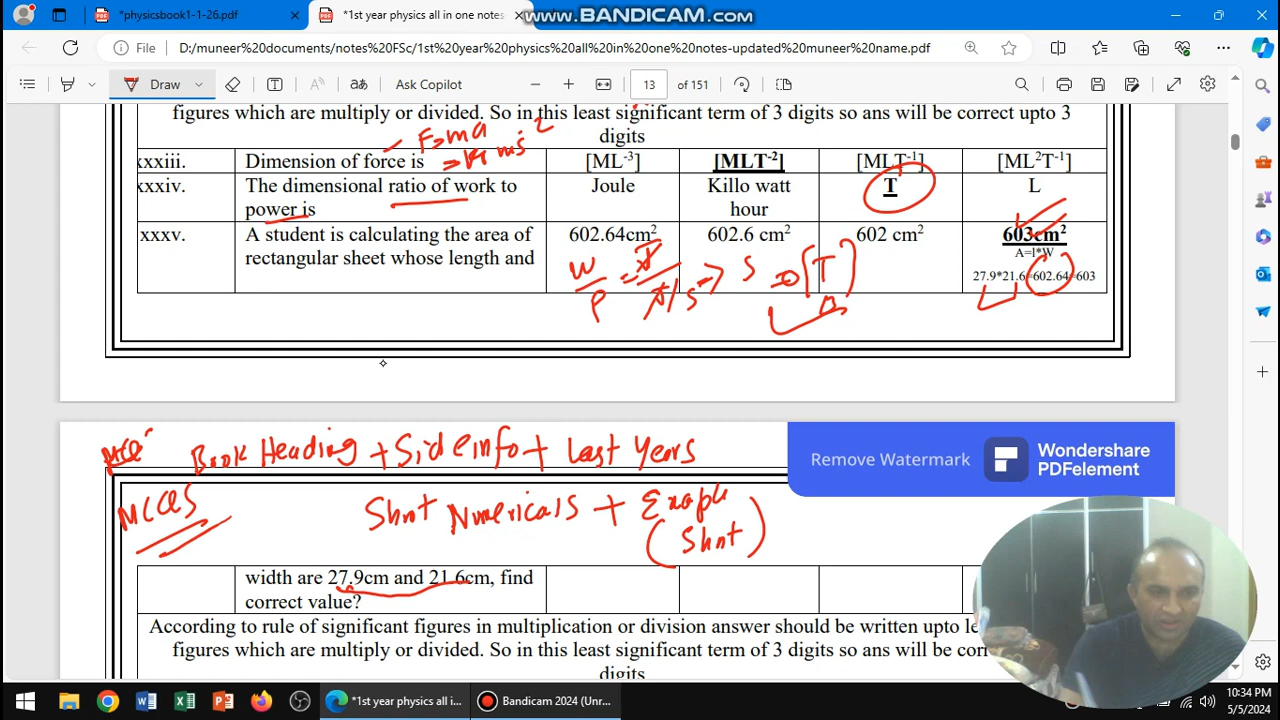 *physicsbook1-1-26.pdf
*1st year physics all in one notes
www.BANDICAM.com
File
D:/muneer%20documents/notes%20FSc/1st%20year%20physics%20all%20in%20one%20notes-updated%20muneer%20name.pdf
Draw
Ask Copilot
13 of 151
figures which are multiply or divided. So in this least significant term of 3 digits so ans will be correct upto 3
digits
F=ma
xxxiii. Dimension of force is [ML-3] [MLT-2] [MLT-1] [ML2T-1]
xxxiv. The dimensional ratio of work to power is Joule Killo watt hour T L
xxxv. A student is calculating the area of rectangular sheet whose length and 602.64cm2 602.6 cm2 602 cm2 603cm2
A=l*W
27.9*21.6=602.64=603
W/P = J/J/s => S => [T]
MCQs Book Heading + Side info + Last Years
MCQS Short Numericals + Example
(Short)
Remove Watermark Wondershare
PDFelement
width are 27.9cm and 21.6cm, find
correct value?
According to rule of significant figures in multiplication or division answer should be written upto le
figures which are multiply or divided. So in this least significant term of 3 digits so ans will be cor
digits
*1st year physics all i...
Bandicam 2024 (Unr...
10:34 PM
5/5/2024